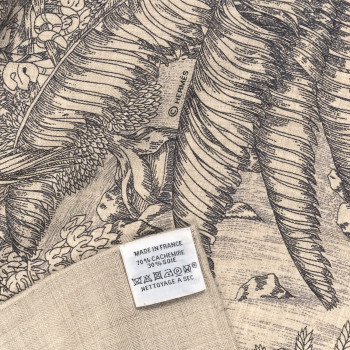 © HERMÈS
MADE IN FRANCE
70% CACHEMIRE
30% SOIE
NETTOYAGE A SEC